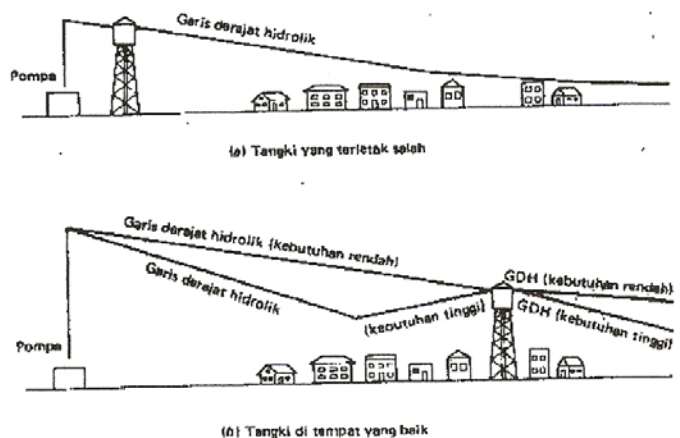 Garis derajat hidrolik
Pompa
(a) Tangki yang terletak salah
Garis derajat hidrolik (kebutuhan rendah)
Garis derajat hidrolik
(kebutuhan tinggi)
GDH (kebutuhan rendah)
GDH (kebutuhan tinggi)
Pompa
(b) Tangki di tempat yang baik